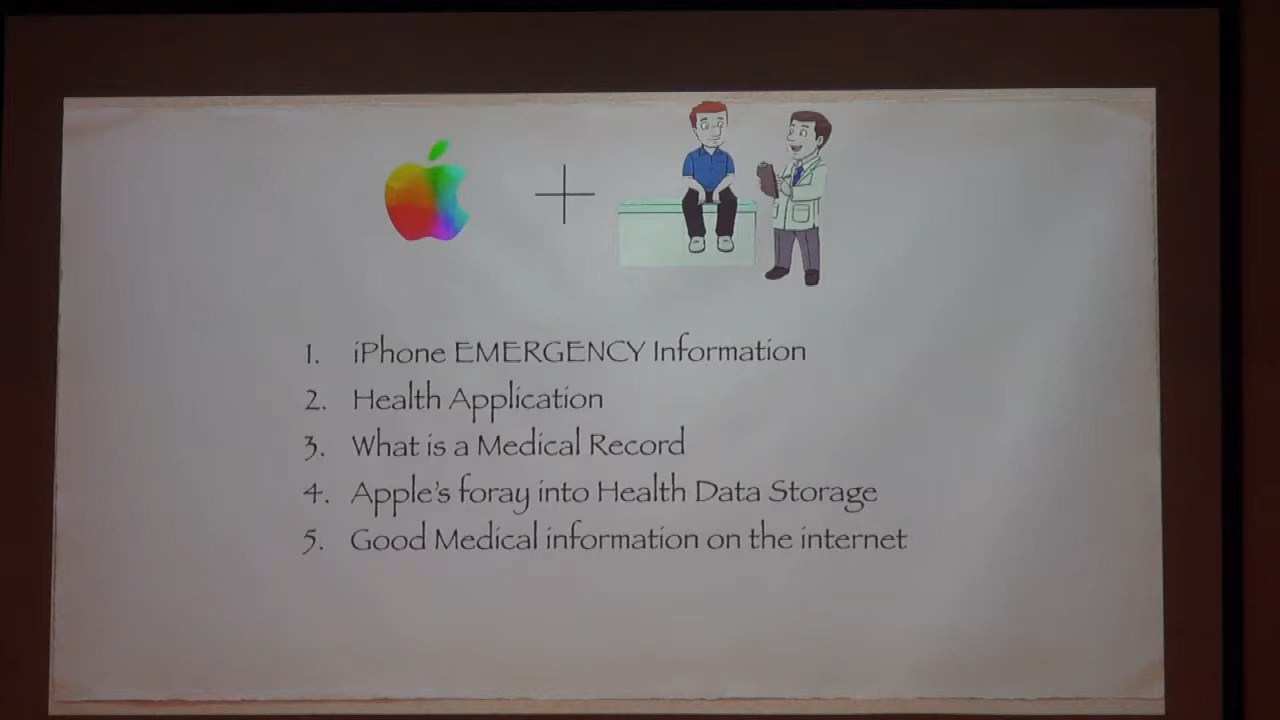 1. iPhone EMERGENCY Information
2. Health Application
3. What is a Medical Record
4. Apple's foray into Health Data Storage
5. Good Medical information on the internet